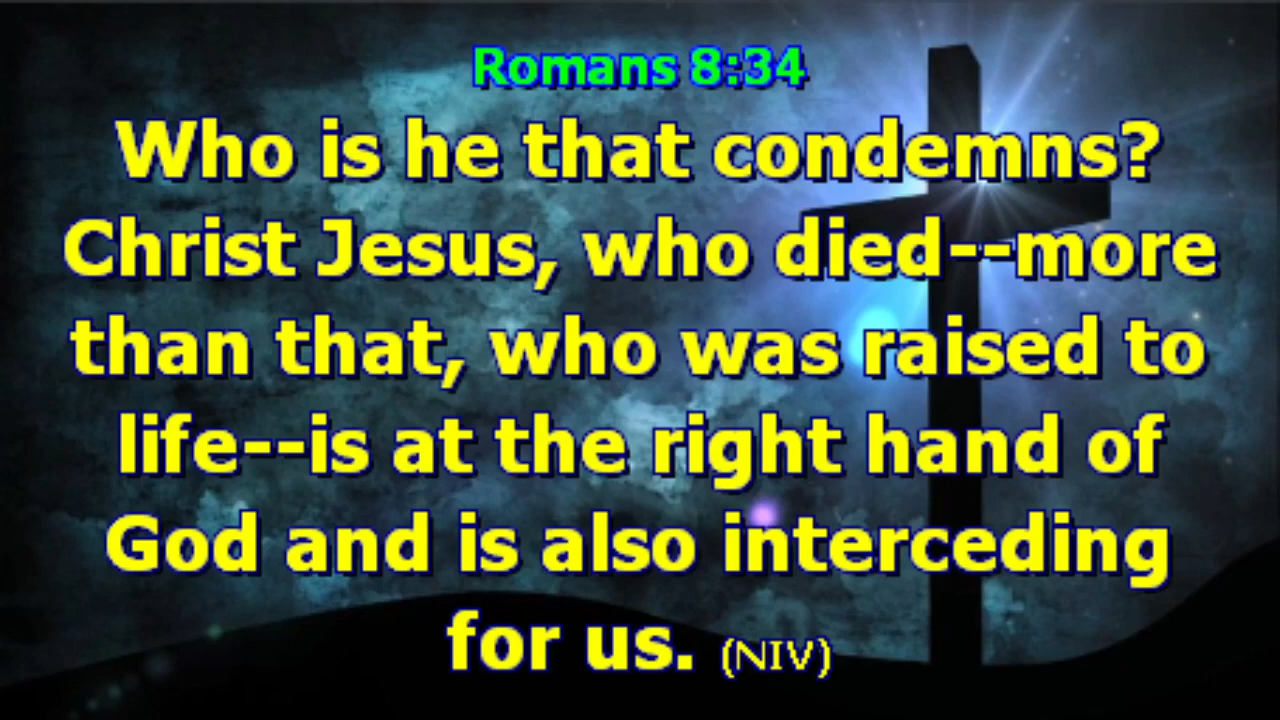 Romans 8:34
Who is he that condemns?
Christ Jesus, who died--more
than that, who was raised to
life--is at the right hand of
God and is also interceding
for us. (NIV)